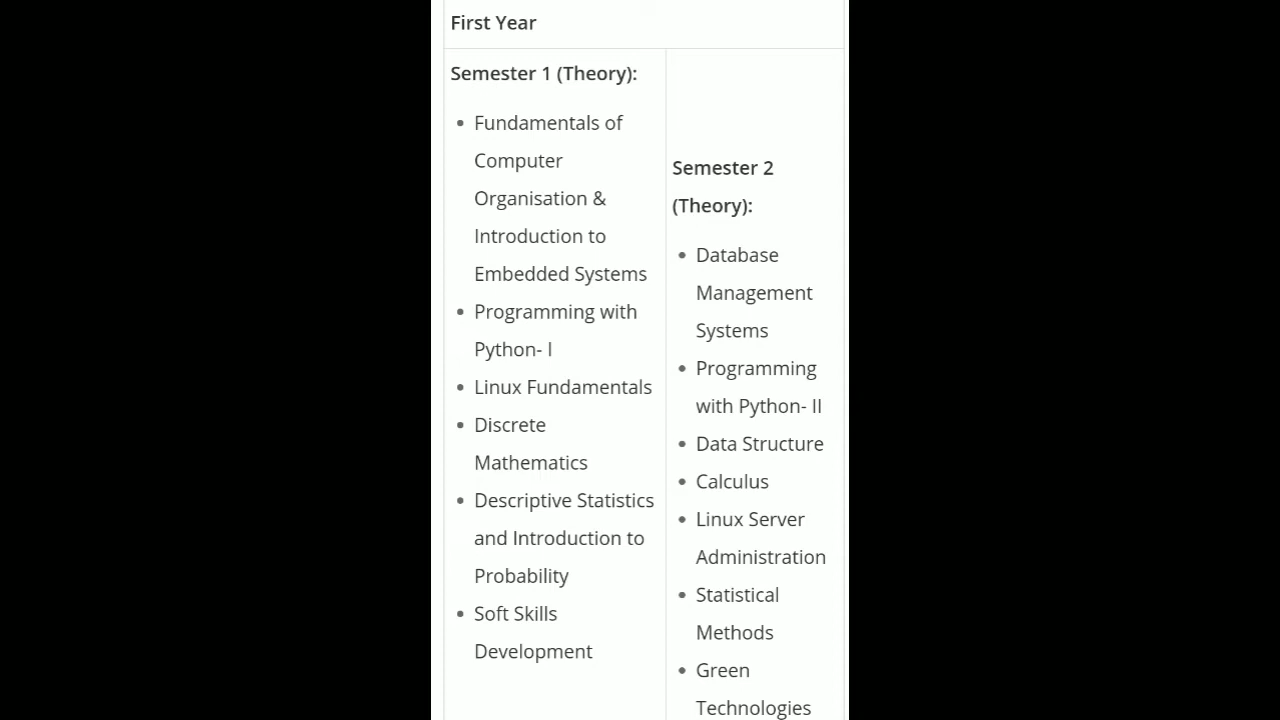 First Year
Semester 1 (Theory):
• Fundamentals of
Computer
Organisation &
Introduction to
Embedded Systems
• Programming with
Python- I
• Linux Fundamentals
• Discrete
Mathematics
• Descriptive Statistics
and Introduction to
Probability
• Soft Skills
Development
Semester 2
(Theory):
• Database
Management
Systems
• Programming
with Python- II
• Data Structure
• Calculus
• Linux Server
Administration
• Statistical
Methods
• Green
Technologies